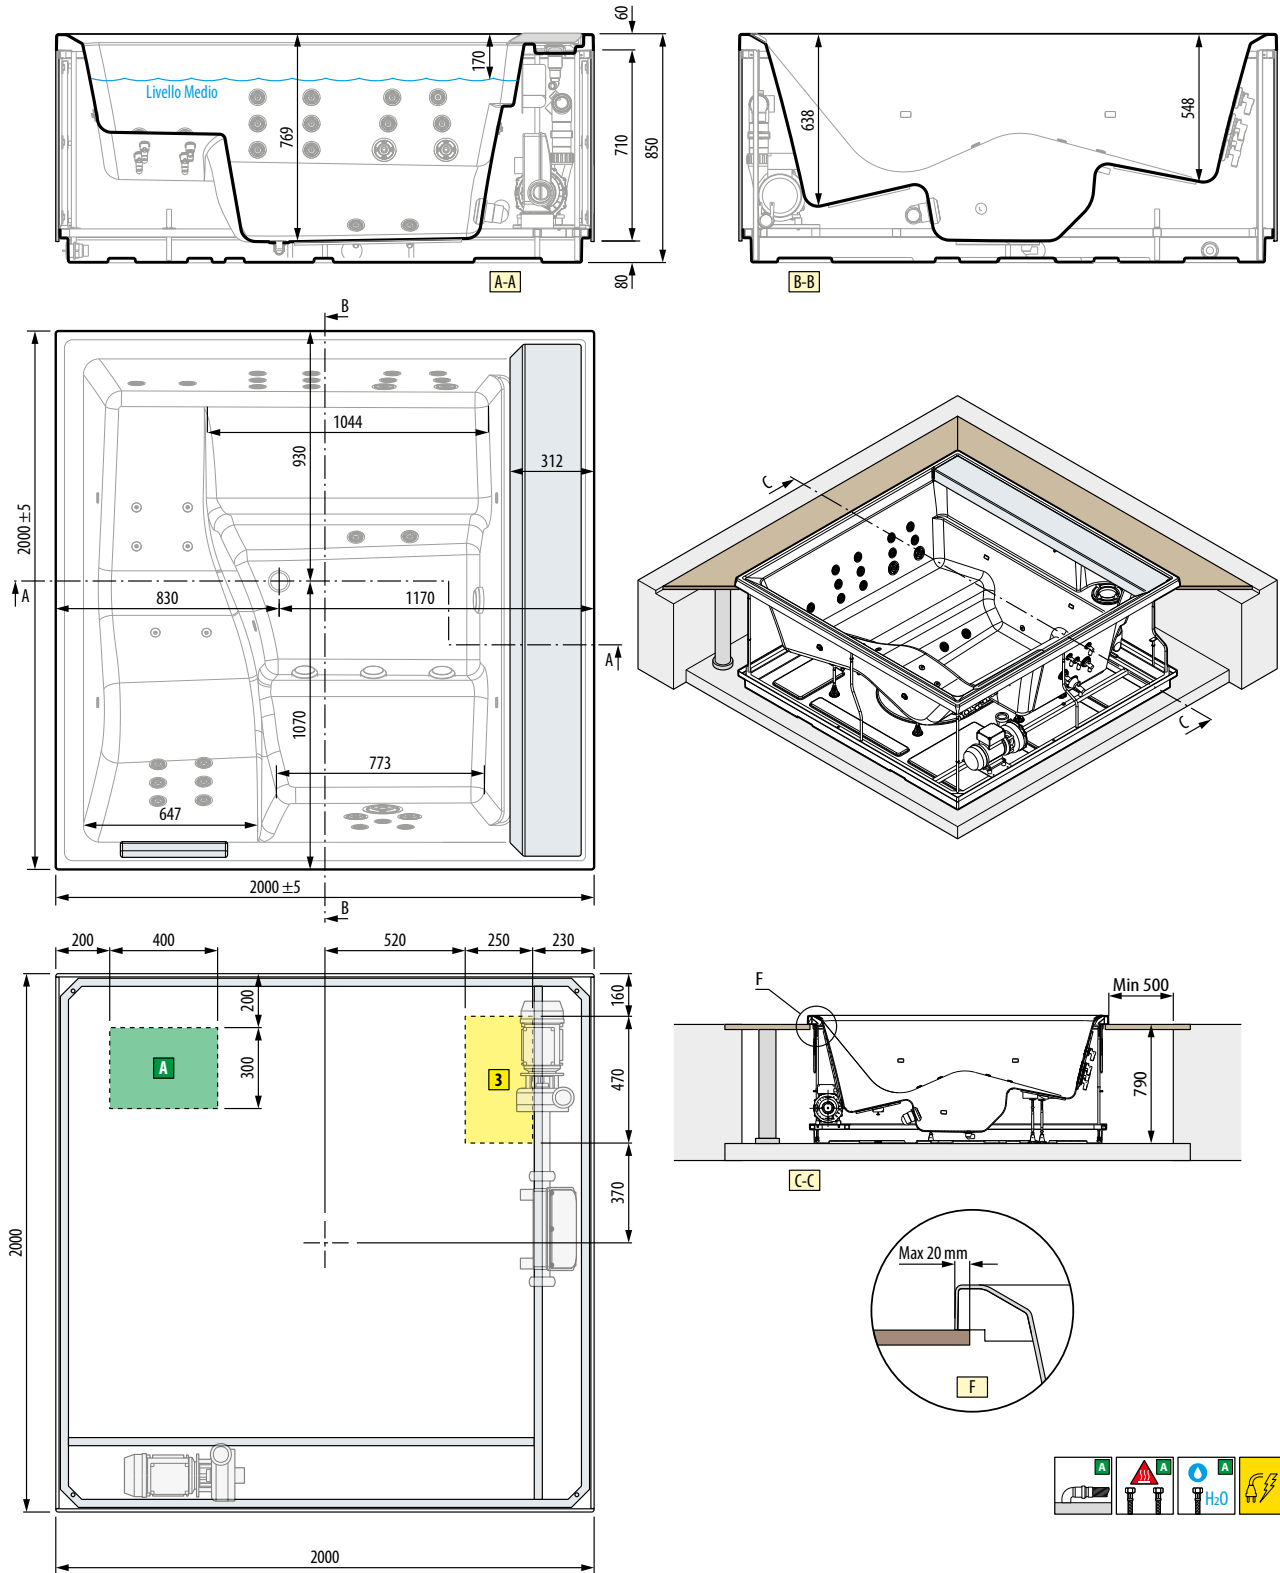 60
170
Livello Medio
769
710
850
80
A-A
638
548
B-B
B
1044
930
312
2000 ±5
A
830
1170
A
1070
773
647
2000 ±5
B
C
C
200
400
520
250
230
200
300
A
3
160
470
370
2000
2000
F
Min 500
790
C-C
Max 20 mm
F
A
A
A
H₂O